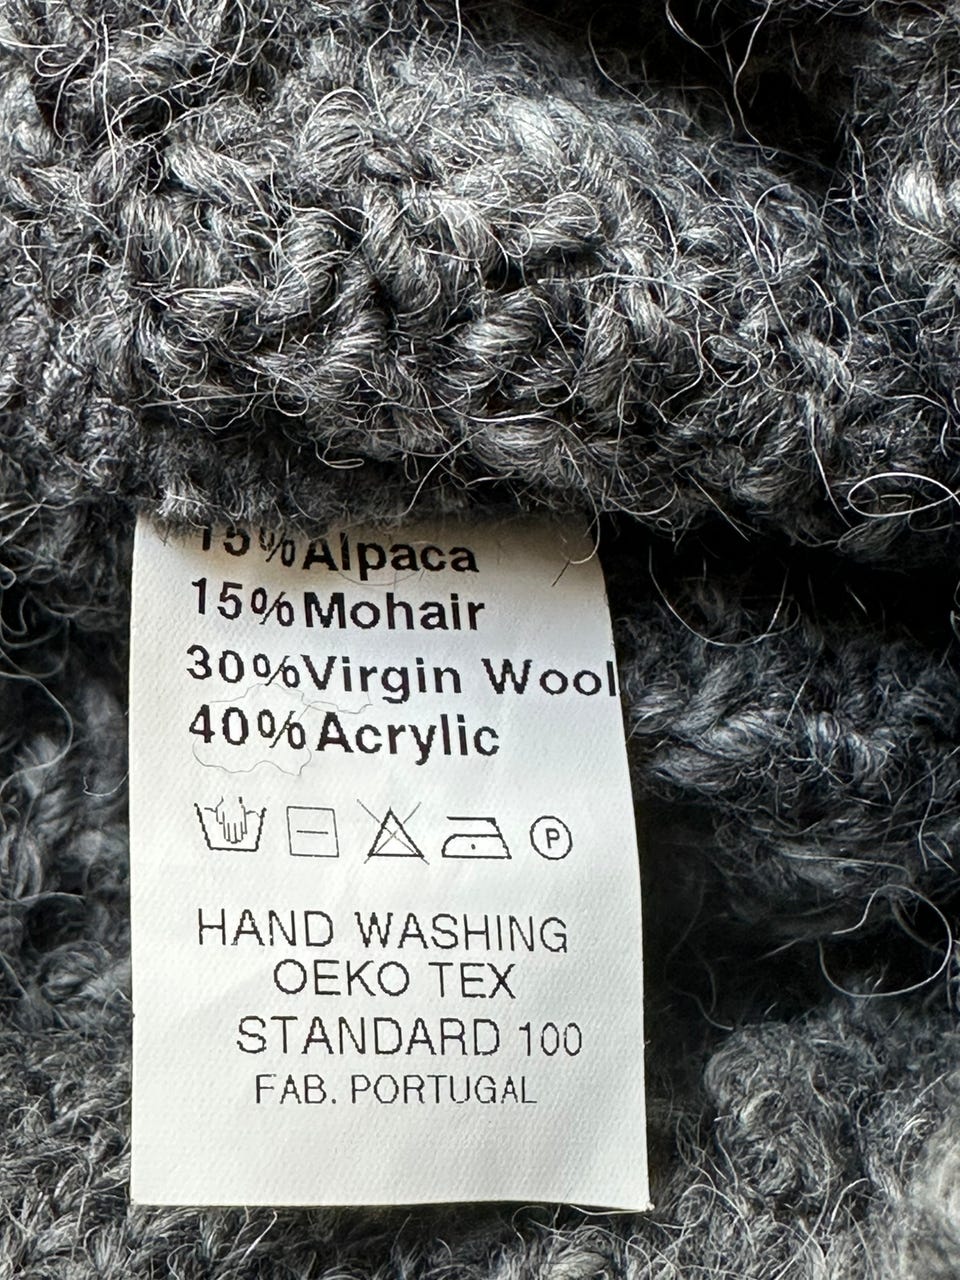 15%Alpaca
15%Mohair
30%Virgin Wool
40%Acrylic
P
HAND WASHING
OEKO TEX
STANDARD 100
FAB. PORTUGAL